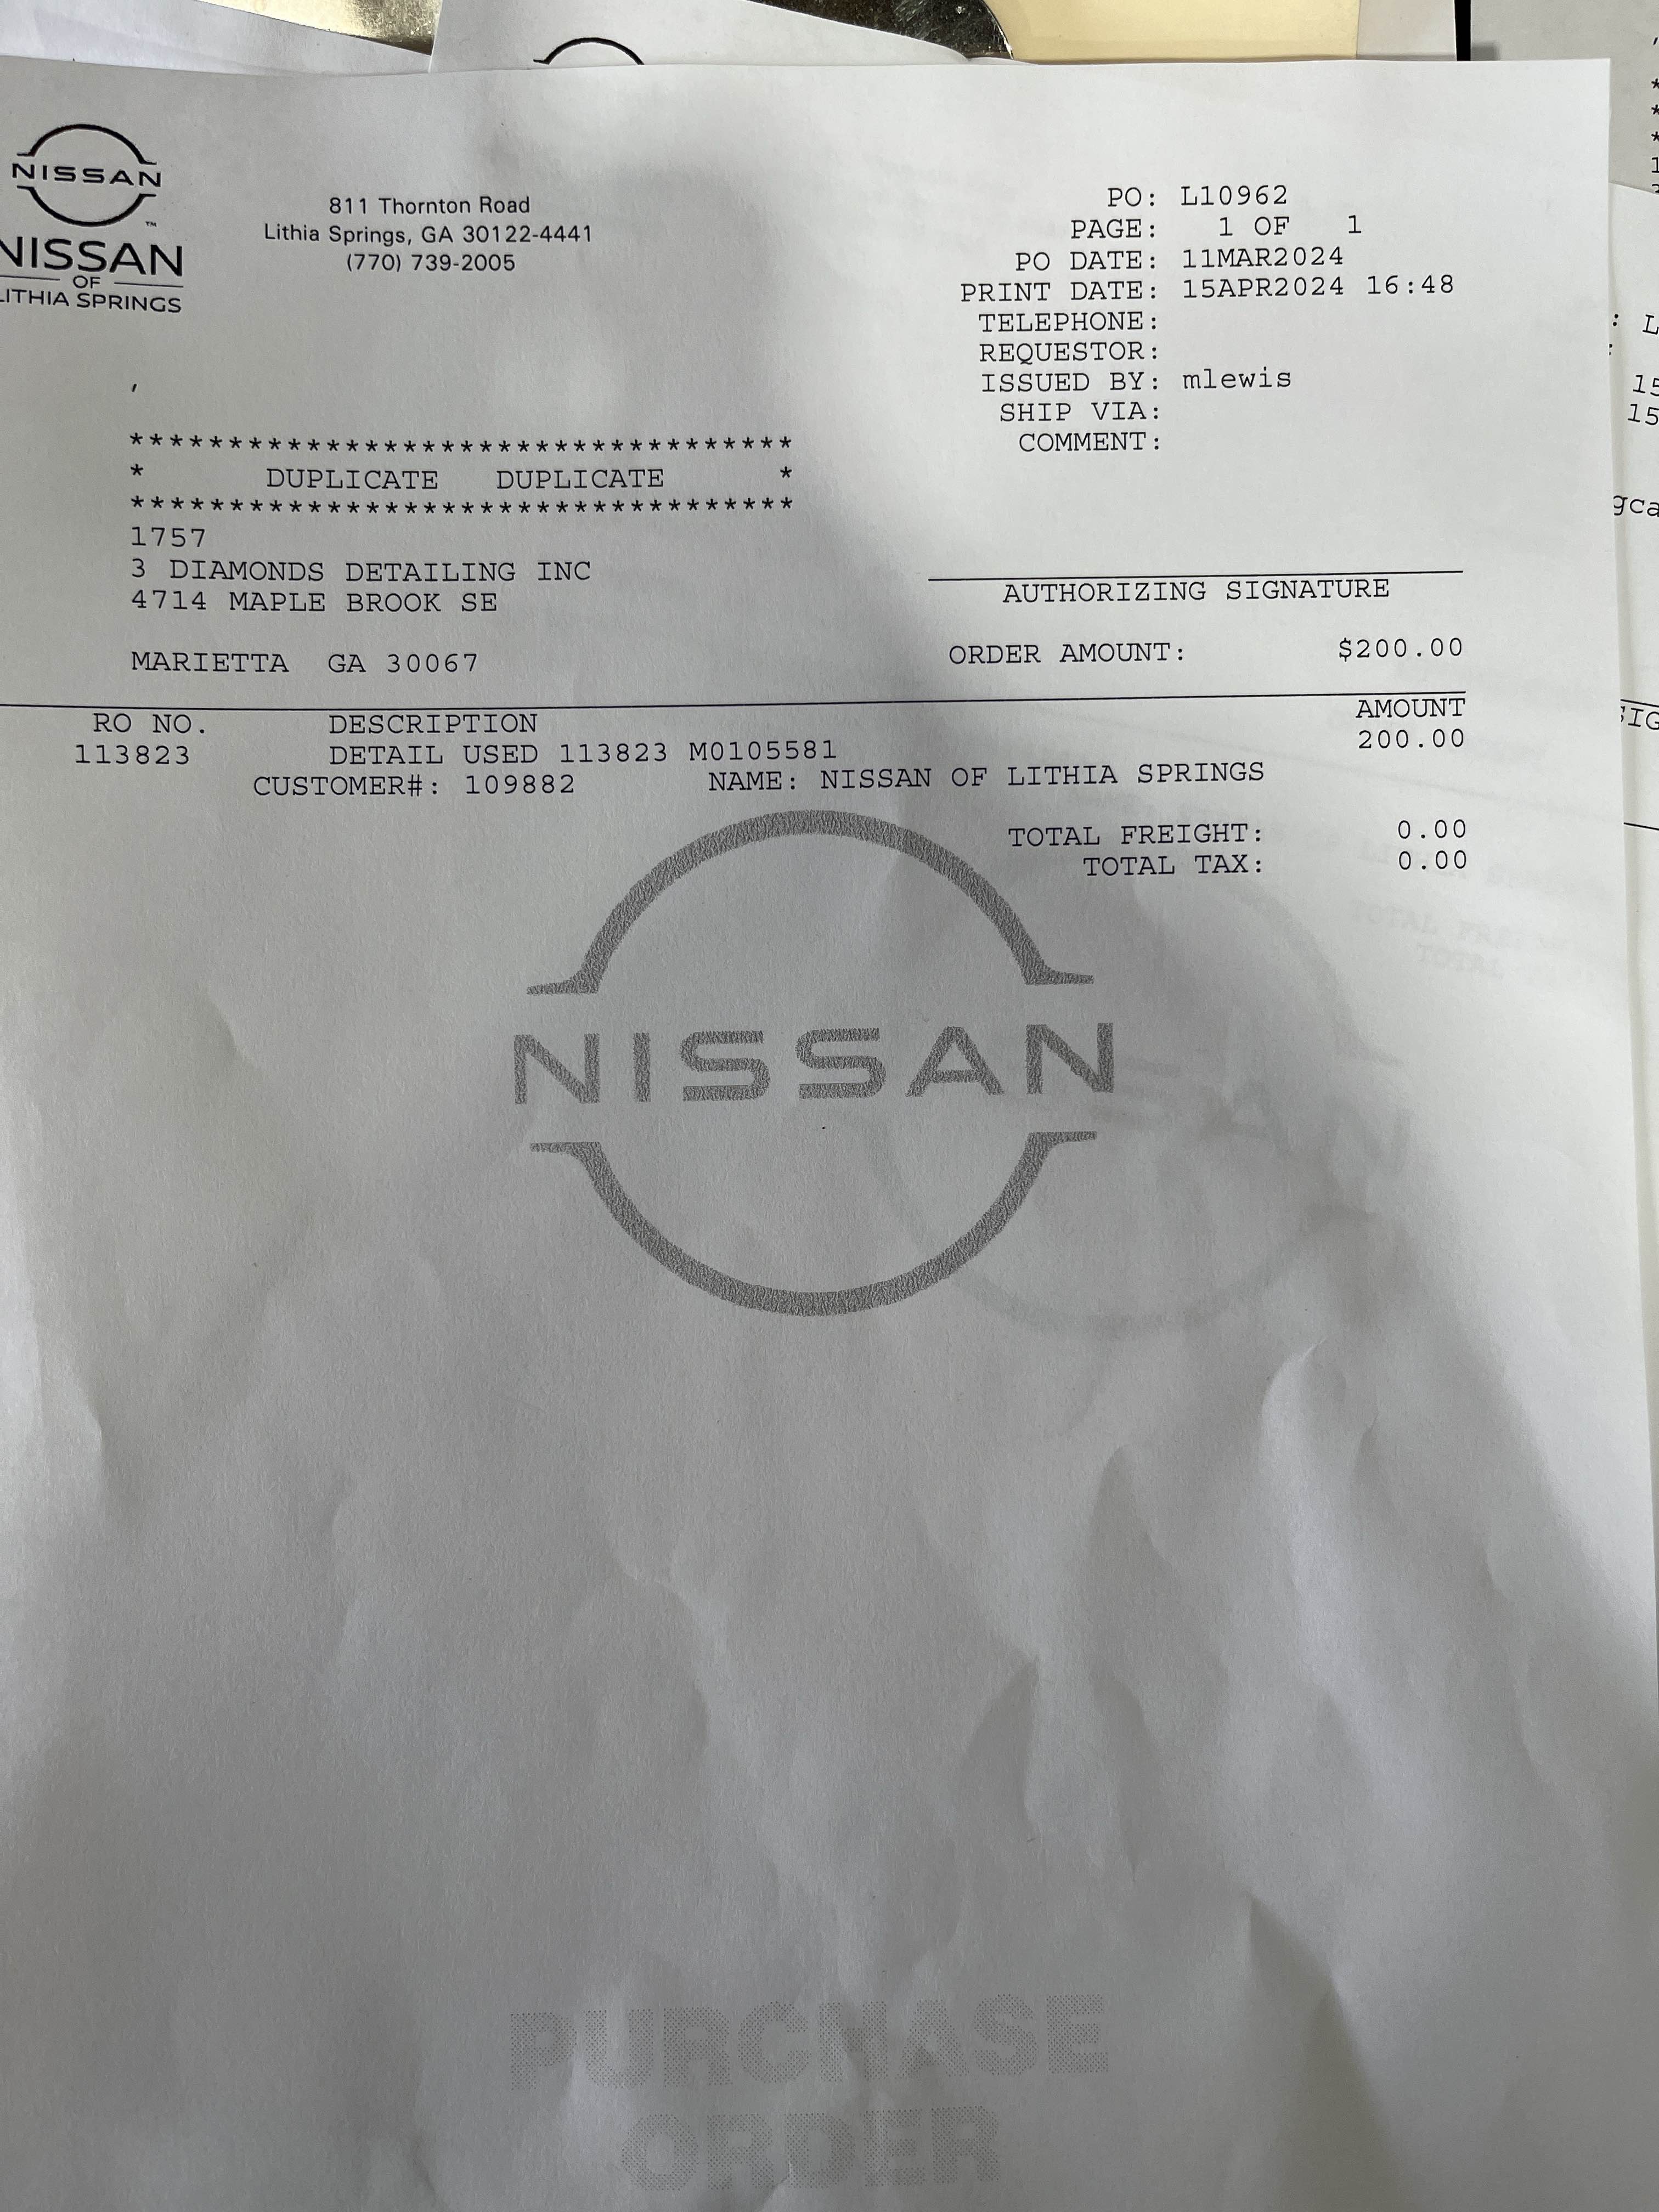 NISSAN
NISSAN
OF
LITHIA SPRINGS
811 Thornton Road
Lithia Springs, GA 30122-4441
(770) 739-2005
PO: L10962
PAGE: 1 OF 1
PO DATE: 11MAR2024
PRINT DATE: 15APR2024 16:48
TELEPHONE:
REQUESTOR:
ISSUED BY: mlewis
SHIP VIA:
COMMENT:
,
**********************************
* DUPLICATE DUPLICATE *
**********************************
1757
3 DIAMONDS DETAILING INC
4714 MAPLE BROOK SE
MARIETTA GA 30067
AUTHORIZING SIGNATURE
ORDER AMOUNT: $200.00
RO NO. DESCRIPTION AMOUNT
113823 DETAIL USED 113823 M0105581 200.00
CUSTOMER#: 109882 NAME: NISSAN OF LITHIA SPRINGS
TOTAL FREIGHT: 0.00
TOTAL TAX: 0.00
NISSAN
PURCHASE
ORDER